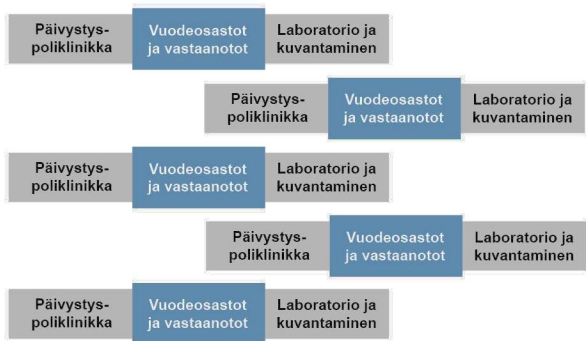 Päivystys-
poliklinikka
Vuodeosastot
ja vastaanotot
Laboratorio ja
kuvantaminen
Päivystys-
poliklinikka
Vuodeosastot
ja vastaanotot
Laboratorio ja
kuvantaminen
Päivystys-
poliklinikka
Vuodeosastot
ja vastaanotot
Laboratorio ja
kuvantaminen
Päivystys-
poliklinikka
Vuodeosastot
ja vastaanotot
Laboratorio ja
kuvantaminen
Päivystys-
poliklinikka
Vuodeosastot
ja vastaanotot
Laboratorio ja
kuvantaminen